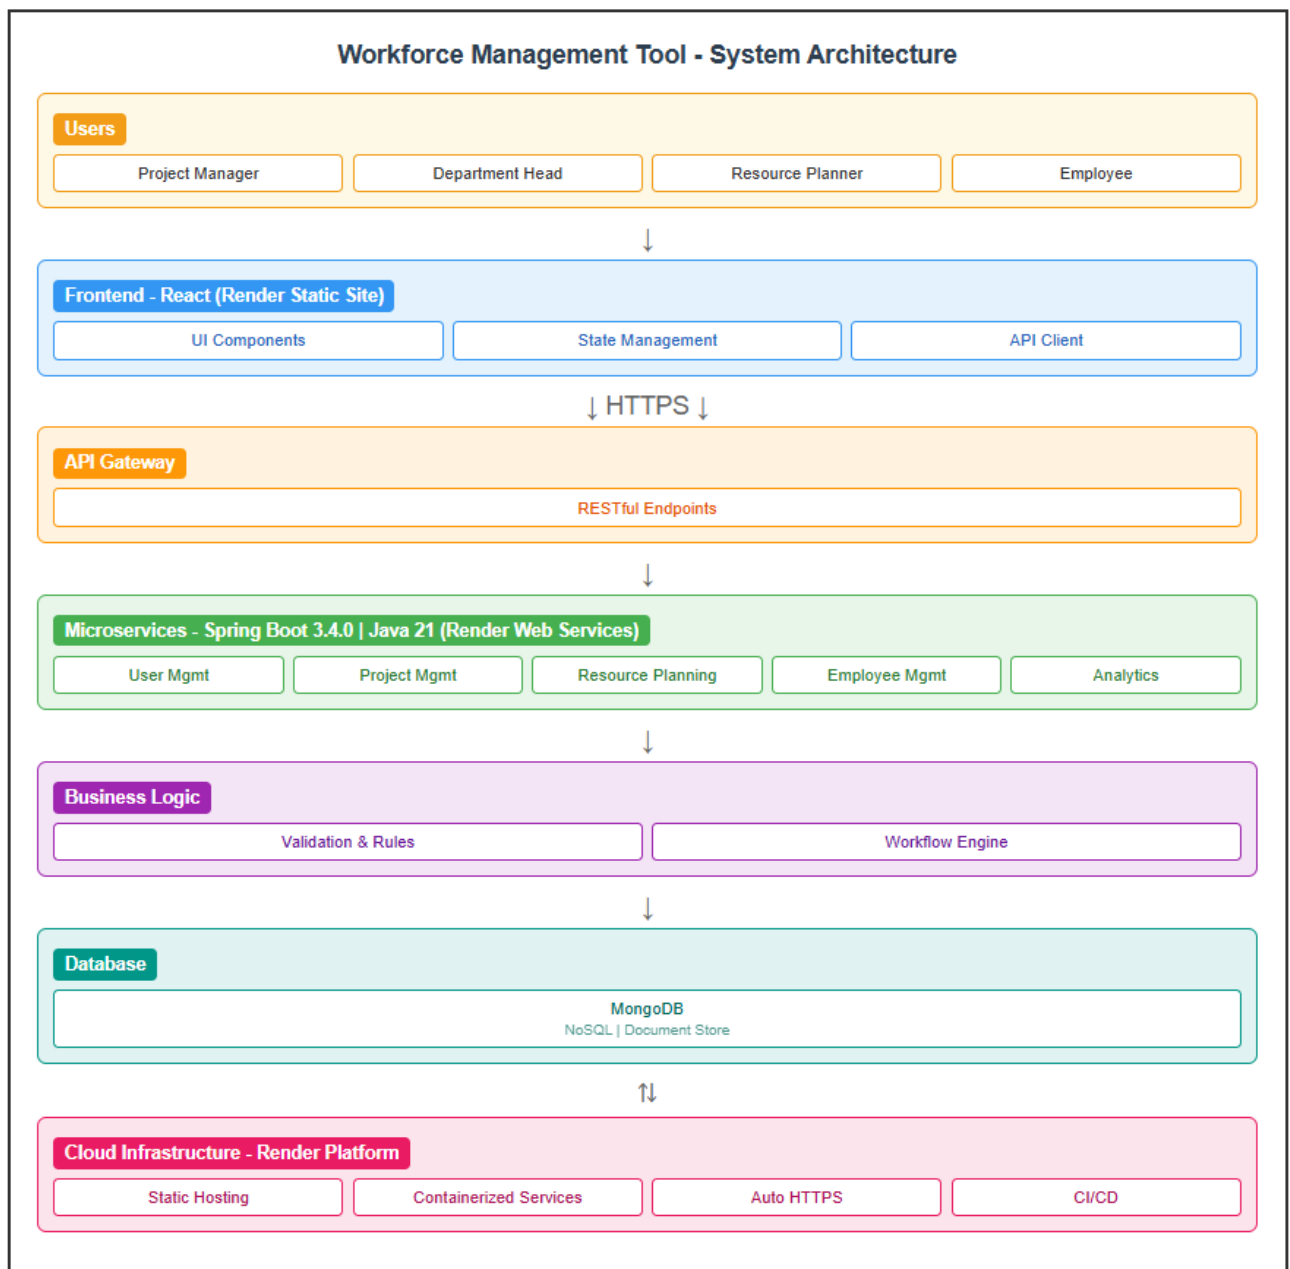 Workforce Management Tool - System Architecture
Users
Project Manager
Department Head
Resource Planner
Employee
↓
Frontend - React (Render Static Site)
UI Components
State Management
API Client
↓ HTTPS ↓
API Gateway
RESTful Endpoints
↓
Microservices - Spring Boot 3.4.0 | Java 21 (Render Web Services)
User Mgmt
Project Mgmt
Resource Planning
Employee Mgmt
Analytics
↓
Business Logic
Validation & Rules
Workflow Engine
↓
Database
MongoDB
NoSQL | Document Store
⇅
Cloud Infrastructure - Render Platform
Static Hosting
Containerized Services
Auto HTTPS
CI/CD